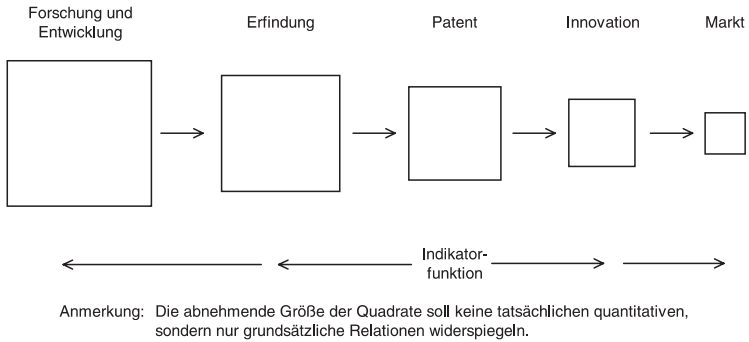 Forschung und
Entwicklung
Erfindung
Patent
Innovation
Markt
Indikator-
funktion
Anmerkung: Die abnehmende Größe der Quadrate soll keine tatsächlichen quantitativen,
sondern nur grundsätzliche Relationen widerspiegeln.